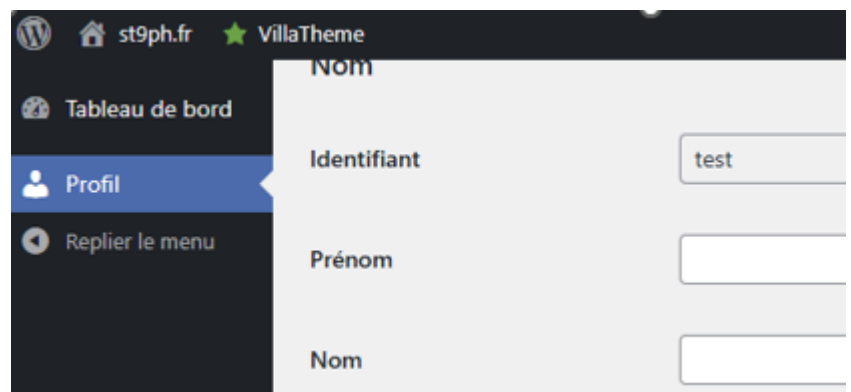 st9ph.fr VillaTheme
Nom
Tableau de bord
Identifiant test
Profil
Replier le menu
Prénom
Nom